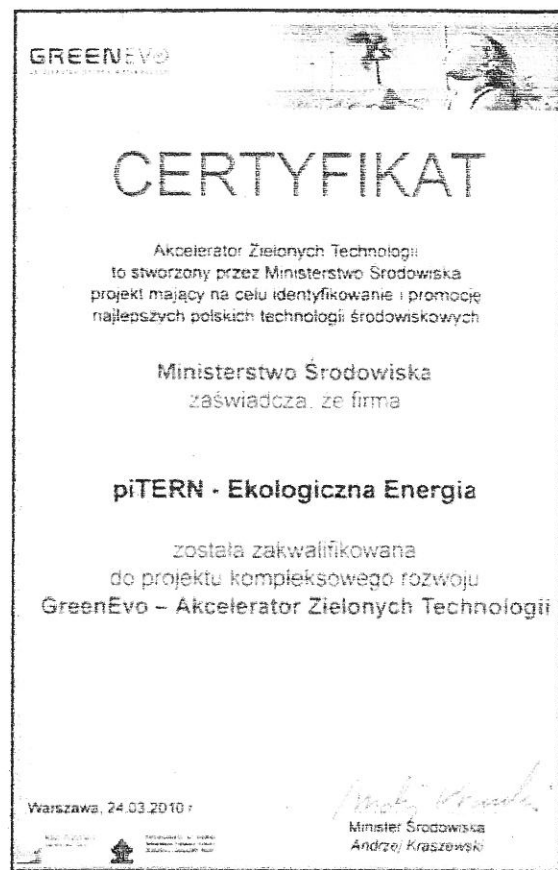 GREENEVO
CERTYFIKAT
Akcelerator Zielonych Technologii
to stworzony przez Ministerstwo Środowiska
projekt mający na celu identyfikowanie i promocję
najlepszych polskich technologii środowiskowych
Ministerstwo Środowiska
zaświadcza, że firma
piTERN - Ekologiczna Energia
została zakwalifikowana
do projektu kompleksowego rozwoju
GreenEvo – Akcelerator Zielonych Technologii
Warszawa, 24.03.2010 r
Minister Środowiska
Andrzej Kraszewski